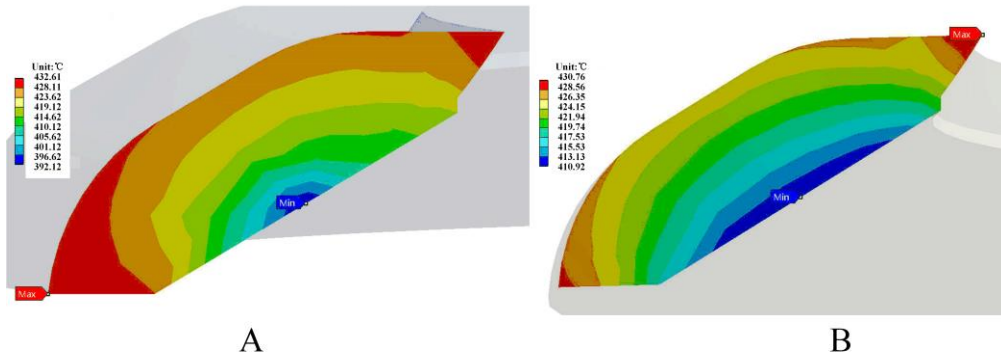 Unit:℃
432.61
428.11
423.62
419.12
414.62
410.12
405.62
401.12
396.62
392.12
Min
Max
A
Unit:℃
430.76
428.56
426.35
424.15
421.94
419.74
417.53
415.53
413.13
410.92
Max
Min
B